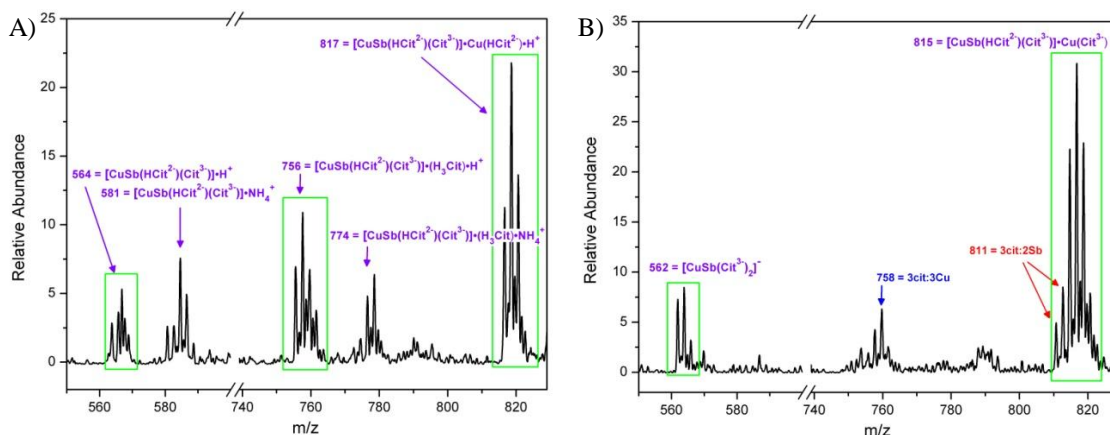 A)
817 = [CuSb(HCit²⁻)(Cit³⁻)]•Cu(HCit²⁻)•H⁺
564 = [CuSb(HCit²⁻)(Cit³⁻)]•H⁺
581 = [CuSb(HCit²⁻)(Cit³⁻)]•NH₄⁺
756 = [CuSb(HCit²⁻)(Cit³⁻)]•(H₃Cit)•H⁺
774 = [CuSb(HCit²⁻)(Cit³⁻)]•(H₃Cit)•NH₄⁺
Relative Abundance
25
20
15
10
5
0
560 580 740 760 780 800 820
m/z
B)
815 = [CuSb(HCit²⁻)(Cit³⁻)]•Cu(Cit³⁻)
811 = 3cit:2Sb
562 = [CuSb(Cit³⁻)₂]⁻
758 = 3cit:3Cu
Relative Abundance
35
30
25
20
15
10
5
0
560 580 740 760 780 800 820
m/z